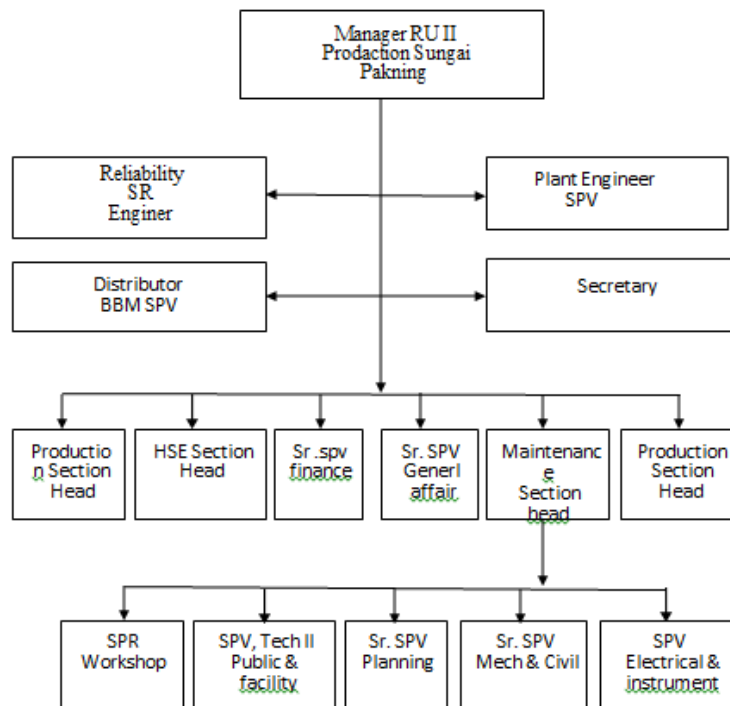 Manager RU II
Prodaction Sungai
Pakning
Reliability
SR
Enginer
Plant Engineer
SPV
Distributor
BBM SPV
Secretary
Productio
n Section
Head
HSE Section
Head
Sr .spv
finance
Sr. SPV
Generl
affair
Maintenanc
e
Section
head
Production
Section
Head
SPR
Workshop
SPV, Tech II
Public &
facility
Sr. SPV
Planning
Sr. SPV
Mech & Civil
SPV
Electrical &
instrument